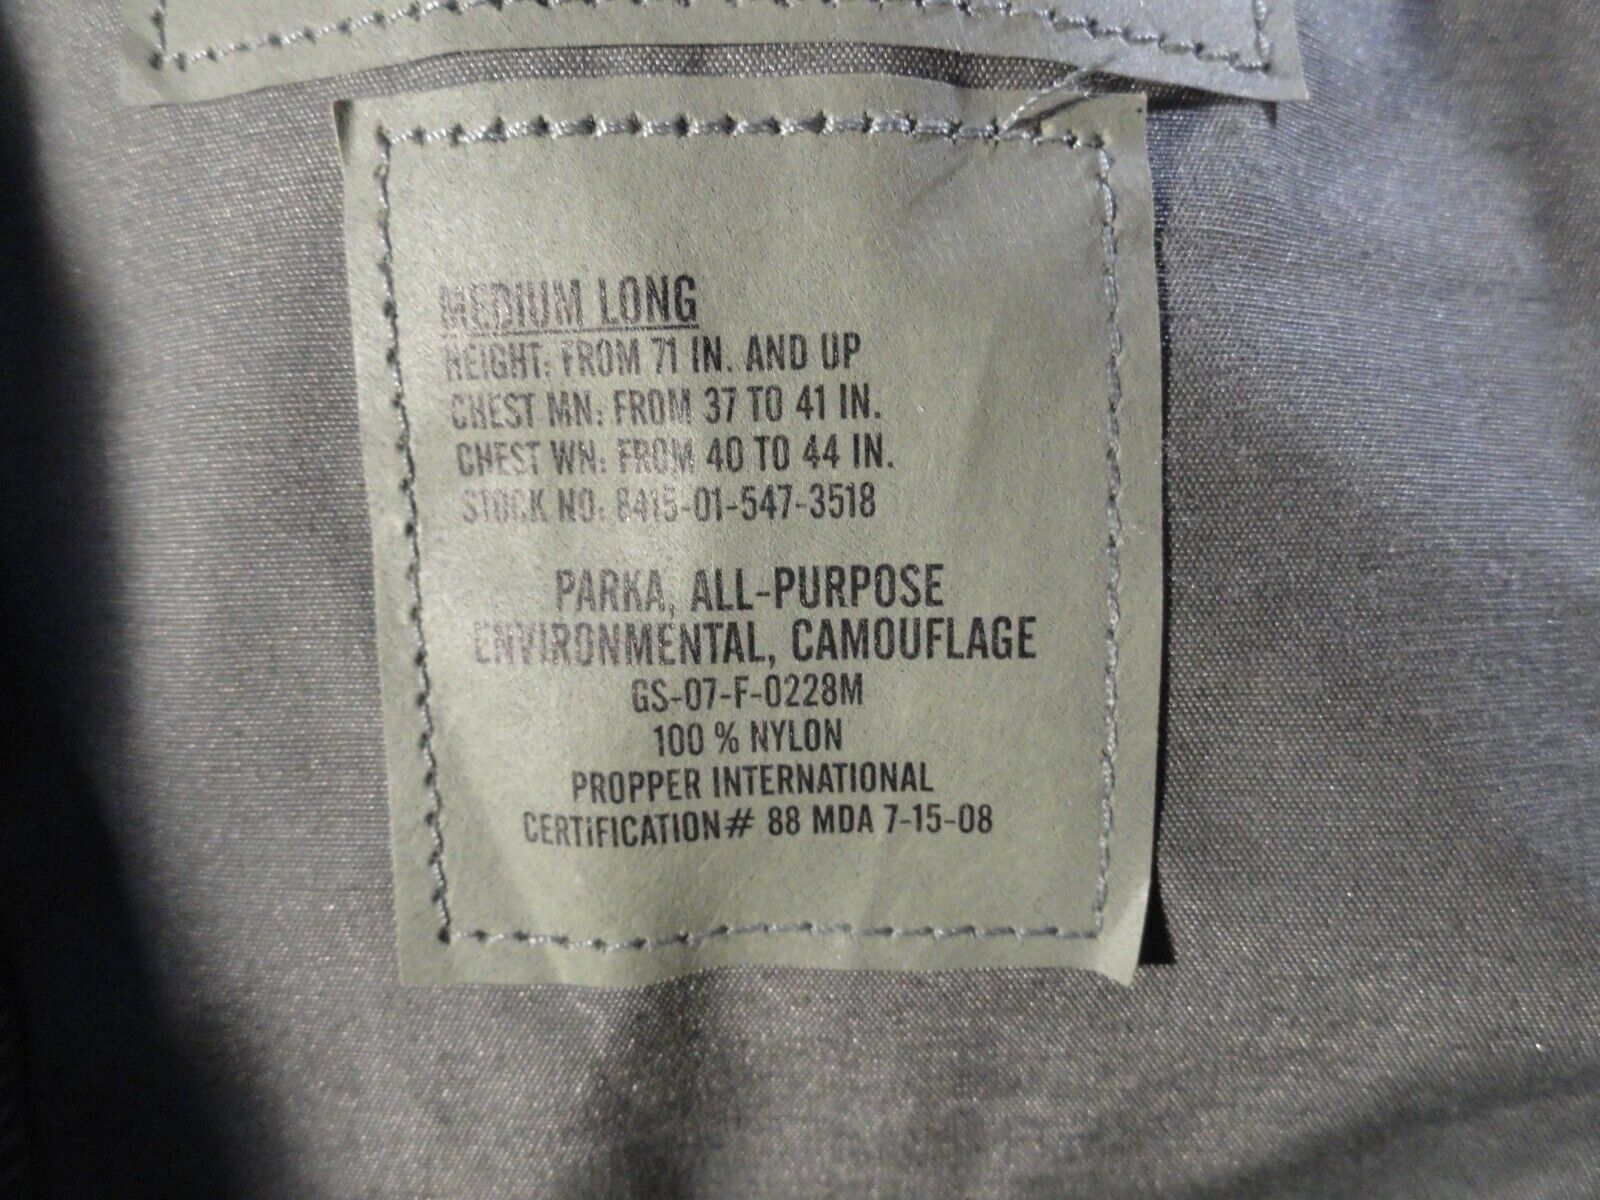 MEDIUM LONG
HEIGHT: FROM 71 IN. AND UP
CHEST MN: FROM 37 TO 41 IN.
CHEST WN: FROM 40 TO 44 IN.
STOCK NO: 8415-01-547-3518
PARKA, ALL-PURPOSE
ENVIRONMENTAL, CAMOUFLAGE
GS-07-F-0228M
100 % NYLON
PROPPER INTERNATIONAL
CERTIFICATION# 88 MDA 7-15-08